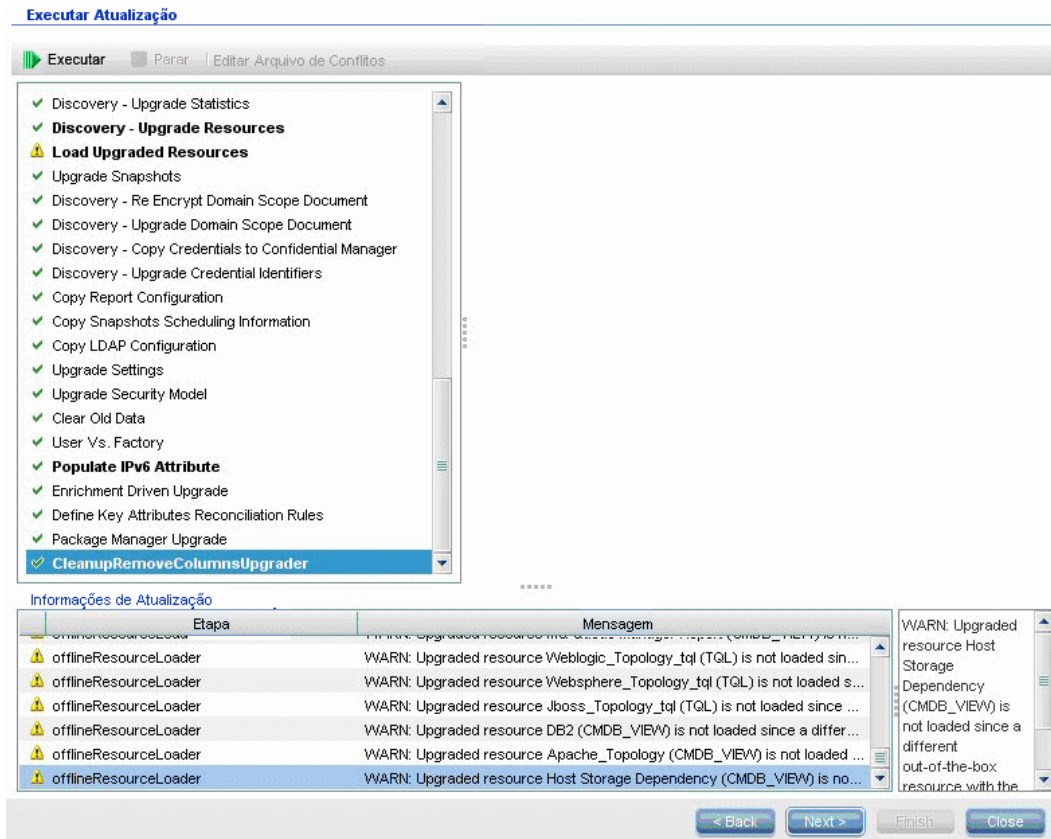 Executar Atualização
Executar Parar Editar Arquivo de Conflitos
Discovery - Upgrade Statistics
Discovery - Upgrade Resources
Load Upgraded Resources
Upgrade Snapshots
Discovery - Re Encrypt Domain Scope Document
Discovery - Upgrade Domain Scope Document
Discovery - Copy Credentials to Confidential Manager
Discovery - Upgrade Credential Identifiers
Copy Report Configuration
Copy Snapshots Scheduling Information
Copy LDAP Configuration
Upgrade Settings
Upgrade Security Model
Clear Old Data
User Vs. Factory
Populate IPv6 Attribute
Enrichment Driven Upgrade
Define Key Attributes Reconciliation Rules
Package Manager Upgrade
CleanupRemoveColumnsUpgrader
Informações de Atualização
Etapa Mensagem
offlineResourceLoader WARN: Upgraded resource Weblogic_Topology_tql (TQL) is not loaded sin...
offlineResourceLoader WARN: Upgraded resource Websphere_Topology_tql (TQL) is not loaded s...
offlineResourceLoader WARN: Upgraded resource Jboss_Topology_tql (TQL) is not loaded since ...
offlineResourceLoader WARN: Upgraded resource DB2 (CMDB_VIEW) is not loaded since a differ...
offlineResourceLoader WARN: Upgraded resource Apache_Topology (CMDB_VIEW) is not loaded ...
offlineResourceLoader WARN: Upgraded resource Host Storage Dependency (CMDB_VIEW) is no...
WARN: Upgraded
resource Host
Storage
Dependency
(CMDB_VIEW) is
not loaded since a
different
out-of-the-box
resource with the
< Back Next > Finish Close